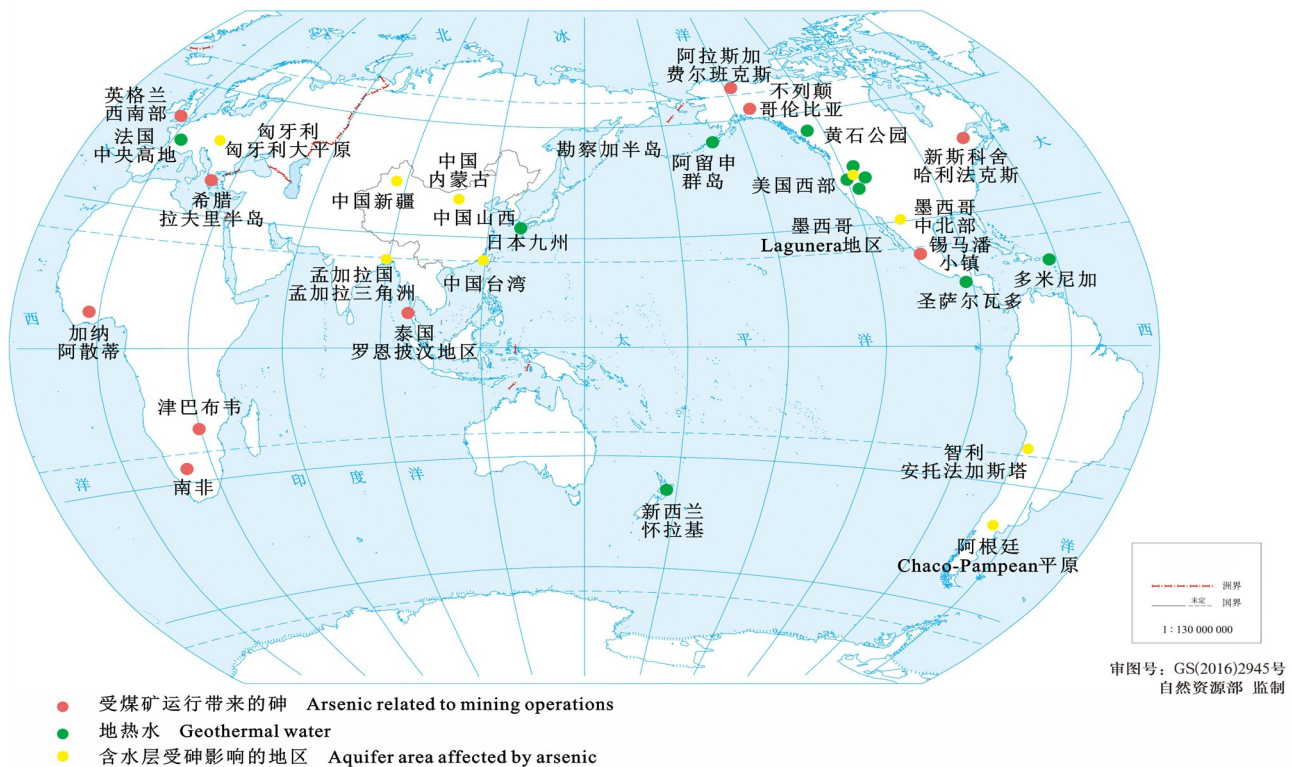 北
冰
洋
大
西
洋
西
洋
太
平
洋
印
度
洋
英格兰
西南部
法国
中央高地
匈牙利
匈牙利大平原
希腊
拉夫里半岛
中国新疆
中国
内蒙古
中国山西
日本九州
孟加拉国
孟加拉三角洲
中国台湾
泰国
罗恩披汶地区
加纳
阿散蒂
津巴布韦
南非
勘察加半岛
阿拉斯加
费尔班克斯
不列颠
哥伦比亚
阿留申
群岛
黄石公园
美国西部
新斯科舍
哈利法克斯
墨西哥
Lagunera地区
墨西哥
中北部
锡马潘
小镇
多米尼加
圣萨尔瓦多
新西兰
怀拉基
智利
安托法加斯塔
阿根廷
Chaco-Pampean平原
洲界
未定
国界
1∶130 000 000
审图号：GS(2016)2945号
自然资源部 监制
受煤矿运行带来的砷 Arsenic related to mining operations
地热水 Geothermal water
含水层受砷影响的地区 Aquifer area affected by arsenic